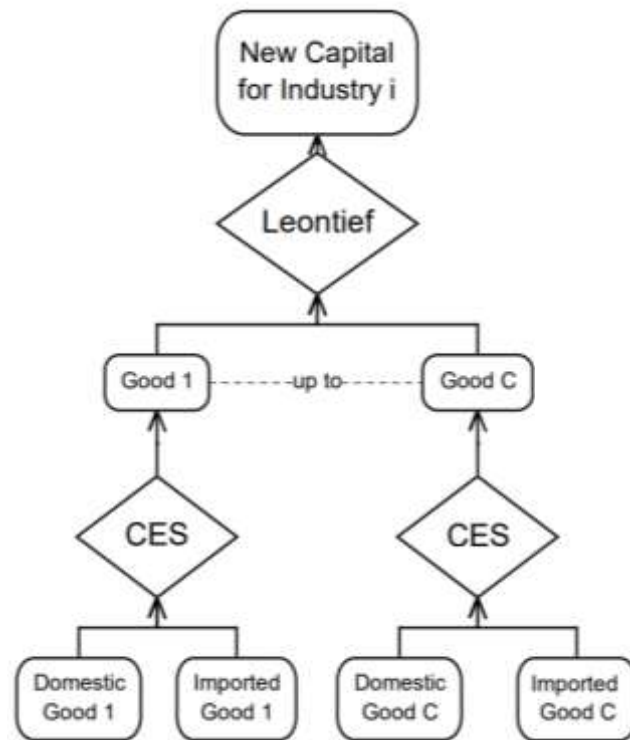 New Capital
for Industry i
Leontief
Good 1
up to
Good C
CES
CES
Domestic
Good 1
Imported
Good 1
Domestic
Good C
Imported
Good C